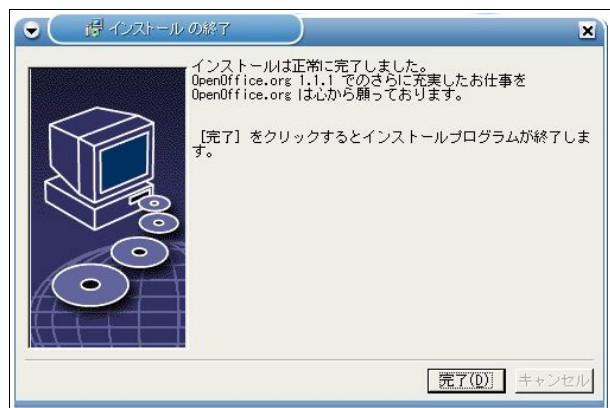 インストール の終了
インストールは正常に完了しました。
OpenOffice.org 1.1.1 でのさらに充実したお仕事を
OpenOffice.org は心から願っております。
［完了］をクリックするとインストールプログラムが終了しま
す。
完了(D)
キャンセル